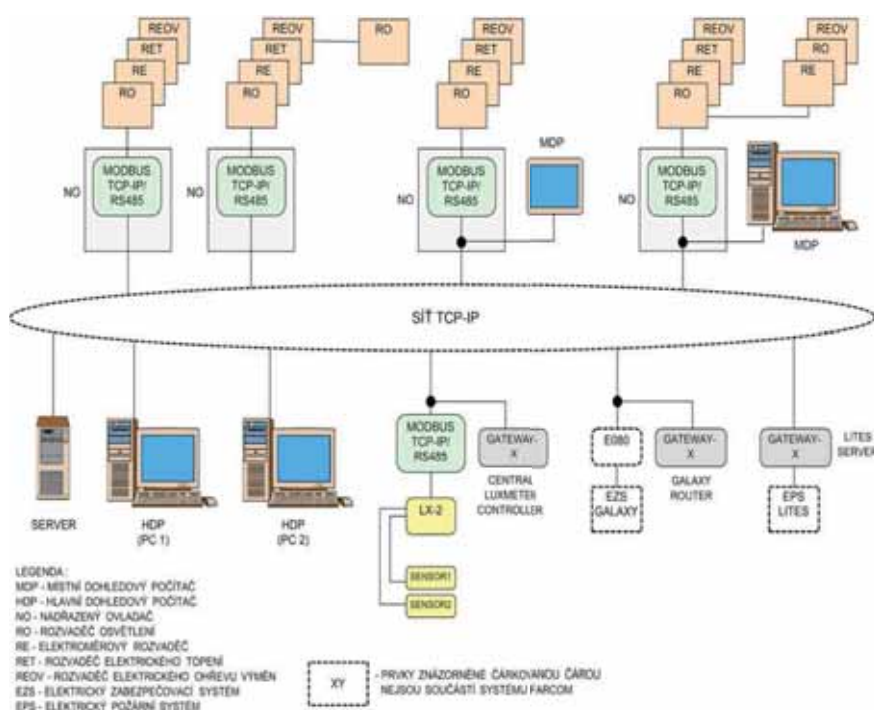 REOV
RET
RE
RO
REOV
RET
RE
RO
RO
REOV
RET
RE
RO
REOV
RET
RE
RO
REOV
RO
RE
NO
MODBUS
TCP-IP/
RS485
NO
MODBUS
TCP-IP/
RS485
NO
MODBUS
TCP-IP/
RS485
MDP
NO
MODBUS
TCP-IP/
RS485
MDP
SÍŤ TCP-IP
SERVER
HDP
(PC 1)
HDP
(PC 2)
MODBUS
TCP-IP/
RS485
GATEWAY-
X
CENTRAL
LUXMETER
CONTROLLER
LX-2
SENSOR1
SENSOR2
E080
EZS
GALAXY
GATEWAY-
X
GALAXY
ROUTER
GATEWAY-
X
LITES
SERVER
EPS
LITES
LEGENDA :
MDP - MÍSTNÍ DOHLEDOVÝ POČÍTAČ
HDP - HLAVNÍ DOHLEDOVÝ POČÍTAČ
NO - NADŘAZENÝ OVLADAČ
RO - ROZVADĚČ OSVĚTLENÍ
RE - ELEKTROMĚROVÝ ROZVADĚČ
RET - ROZVADĚČ ELEKTRICKÉHO TOPENÍ
REOV - ROZVADĚČ ELEKTRICKÉHO OHŘEVU VÝMĚN
EZS - ELEKTRICKÝ ZABEZPEČOVACÍ SYSTÉM
EPS - ELEKTRICKÝ POŽÁRNÍ SYSTÉM
XY
- PRVKY ZNÁZORNĚNÉ ČÁRKOVANOU ČÁROU
NEJSOU SOUČÁSTÍ SYSTÉMU FARCOM